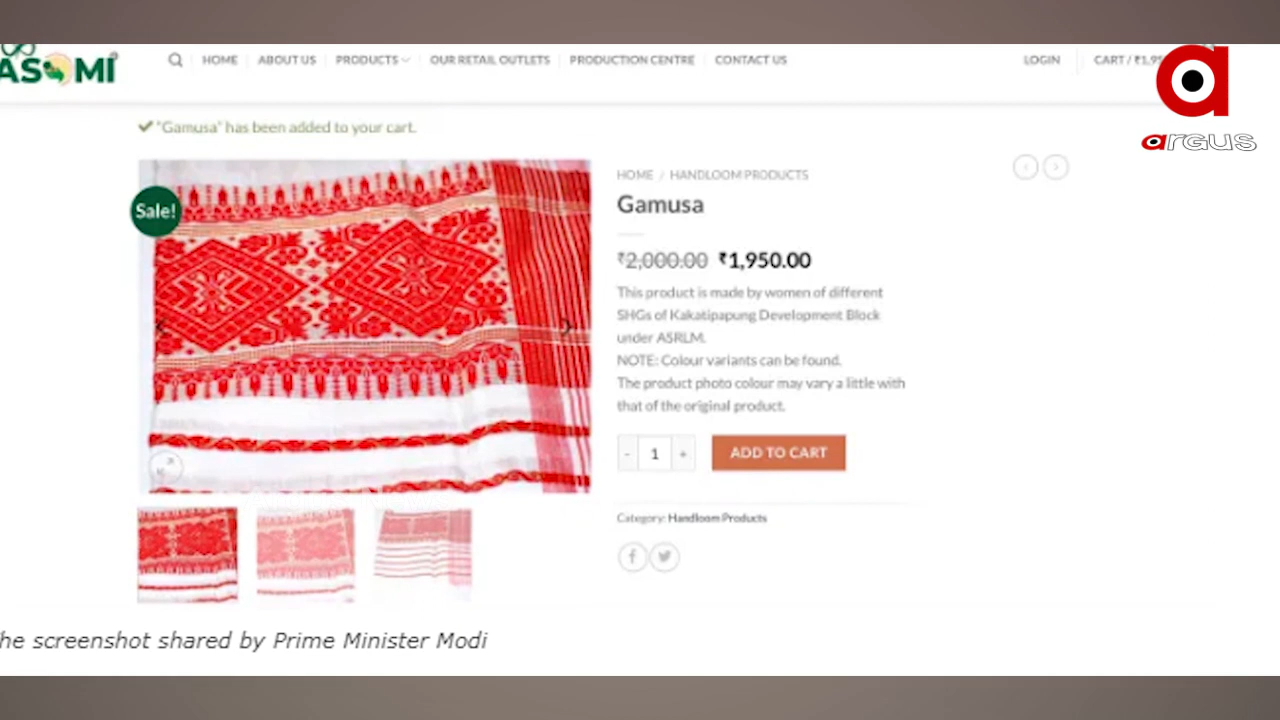 ASOMI
HOME
ABOUT US
PRODUCTS
OUR RETAIL OUTLETS
PRODUCTION CENTRE
CONTACT US
LOGIN
CART / ₹1,95
argus
"Gamusa" has been added to your cart.
Sale!
HOME / HANDLOOM PRODUCTS
Gamusa
₹2,000.00 ₹1,950.00
This product is made by women of different
SHGs of Kakatipapung Development Block
under ASRLM.
NOTE: Colour variants can be found.
The product photo colour may vary a little with
that of the original product.
- 1 +
ADD TO CART
Category: Handloom Products
he screenshot shared by Prime Minister Modi